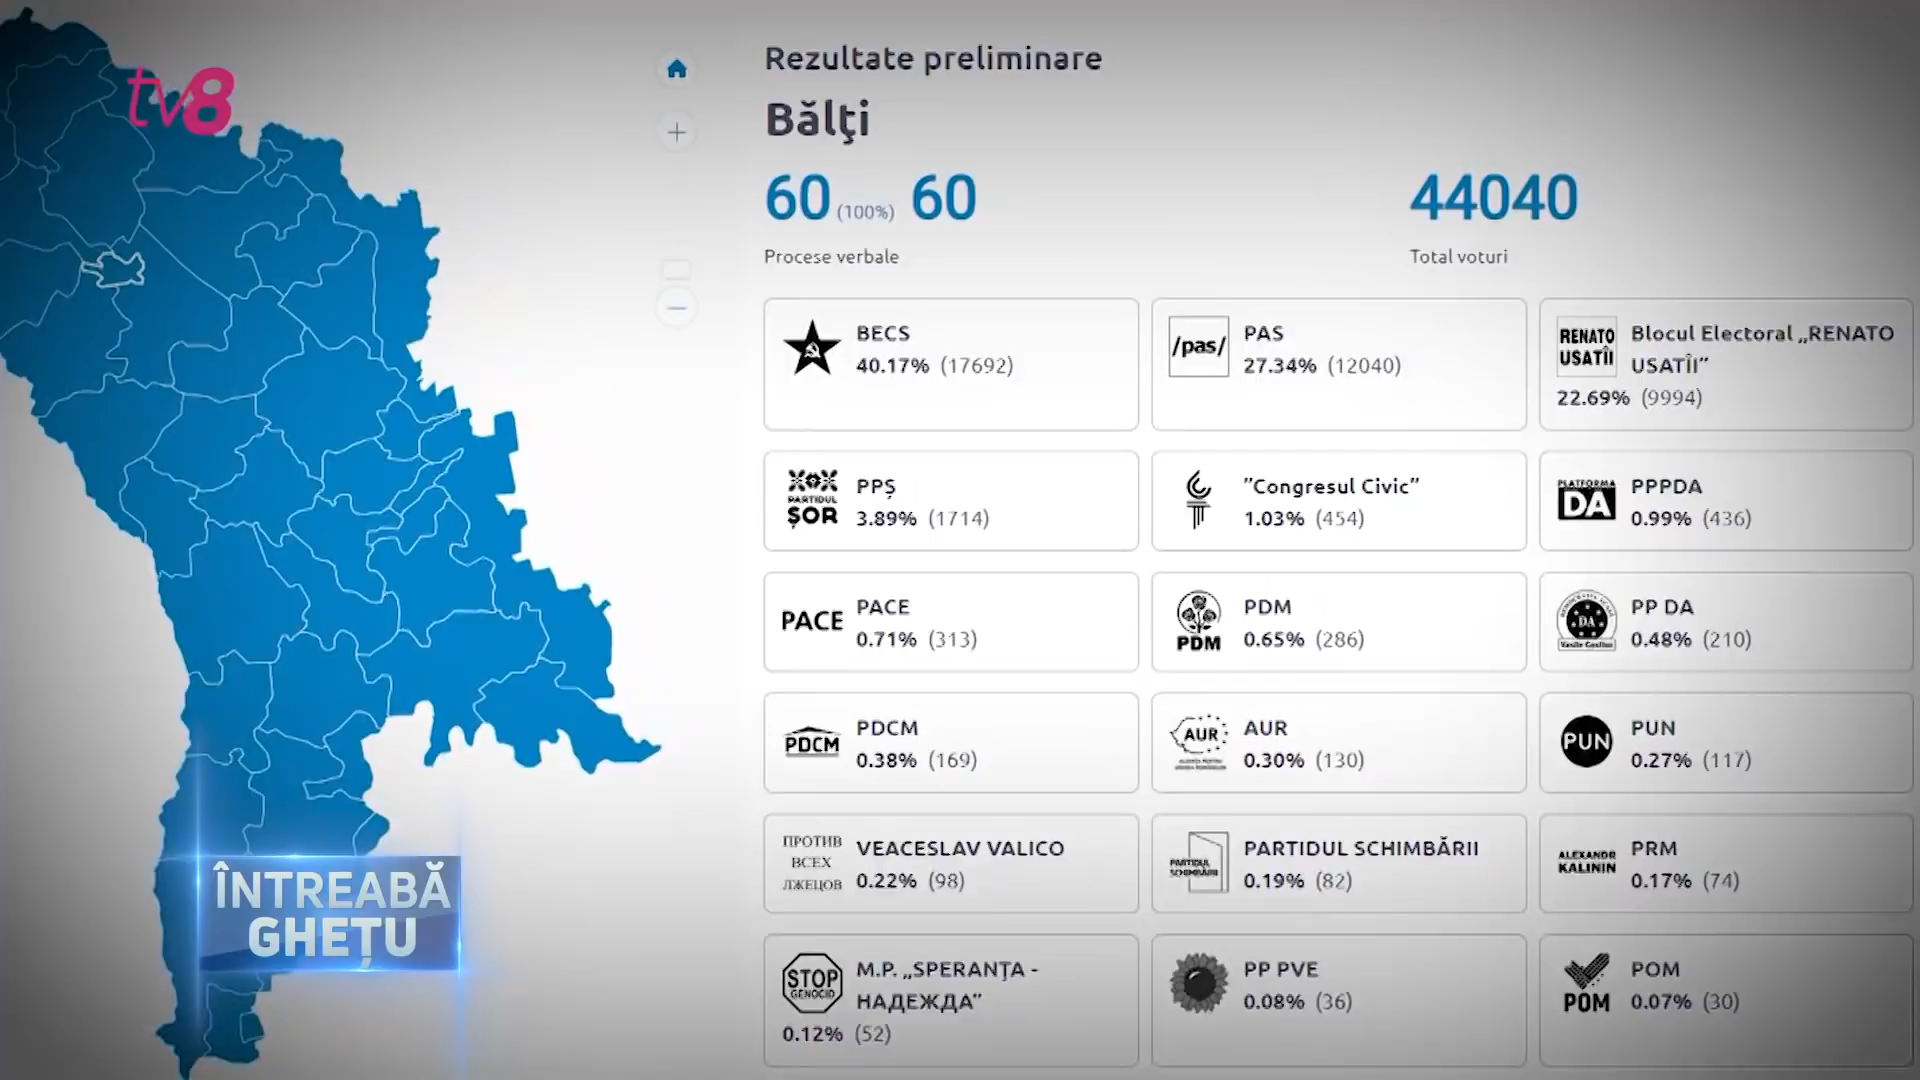 tv8
Rezultate preliminare
Bălţi
60 (100%) 60
44040
Procese verbale
Total voturi
BECS
40.17% (17692)
/pas/
PAS
27.34% (12040)
RENATO
USATÎI
Blocul Electoral „RENATO
USATÎI”
22.69% (9994)
PARTIDUL
ȘOR
PPȘ
3.89% (1714)
”Congresul Civic”
1.03% (454)
PLATFORMA
DA
PPPDA
0.99% (436)
PACE
PACE
0.71% (313)
PDM
PDM
0.65% (286)
DA
PP DA
0.48% (210)
PDCM
PDCM
0.38% (169)
AUR
AUR
0.30% (130)
PUN
PUN
0.27% (117)
ПРОТИВ
ВСЕХ
ЛЖЕЦОВ
VEACESLAV VALICO
0.22% (98)
PARTIDUL
SCHIMBĂRII
PARTIDUL SCHIMBĂRII
0.19% (82)
ALEXANDR
KALININ
PRM
0.17% (74)
STOP
GENOCID
M.P. „SPERANŢA -
НАДЕЖДА”
0.12% (52)
PP PVE
0.08% (36)
POM
POM
0.07% (30)
ÎNTREABĂ
GHEȚU